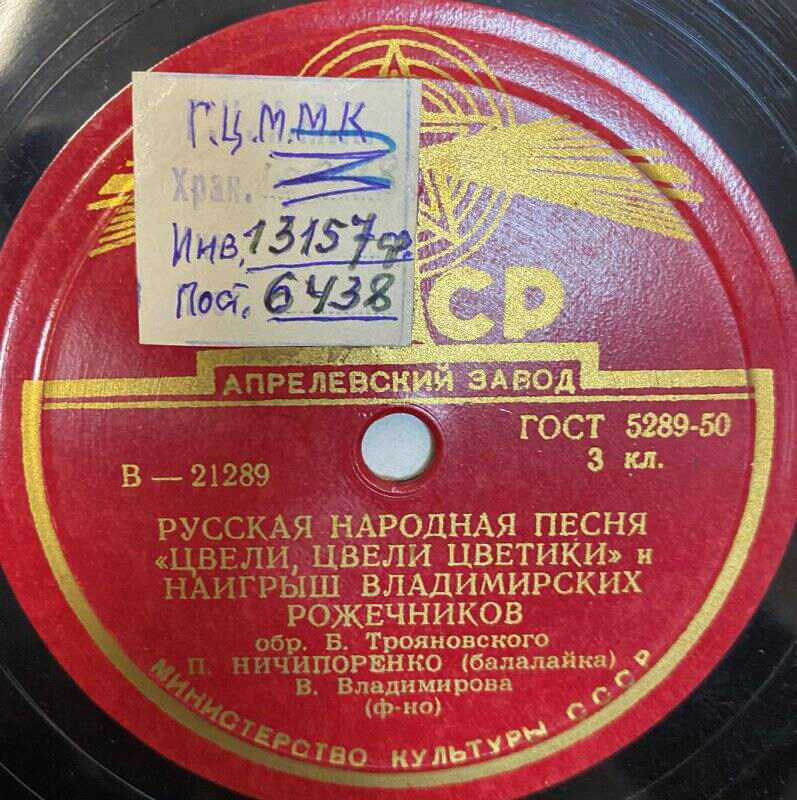 Г.Ц.М.М.К
Хран.
Инв. 13157 ф.
Пост. 6438
СР
АПРЕЛЕВСКИЙ ЗАВОД
ГОСТ 5289-50
3 кл.
В — 21289
РУССКАЯ НАРОДНАЯ ПЕСНЯ
«ЦВЕЛИ, ЦВЕЛИ ЦВЕТИКИ» и
НАИГРЫШ ВЛАДИМИРСКИХ
РОЖЕЧНИКОВ
обр. Б. Трояновского
П. НИЧИПОРЕНКО (балалайка)
В. Владимирова
(ф-но)
МИНИСТЕРСТВО КУЛЬТУРЫ СССР